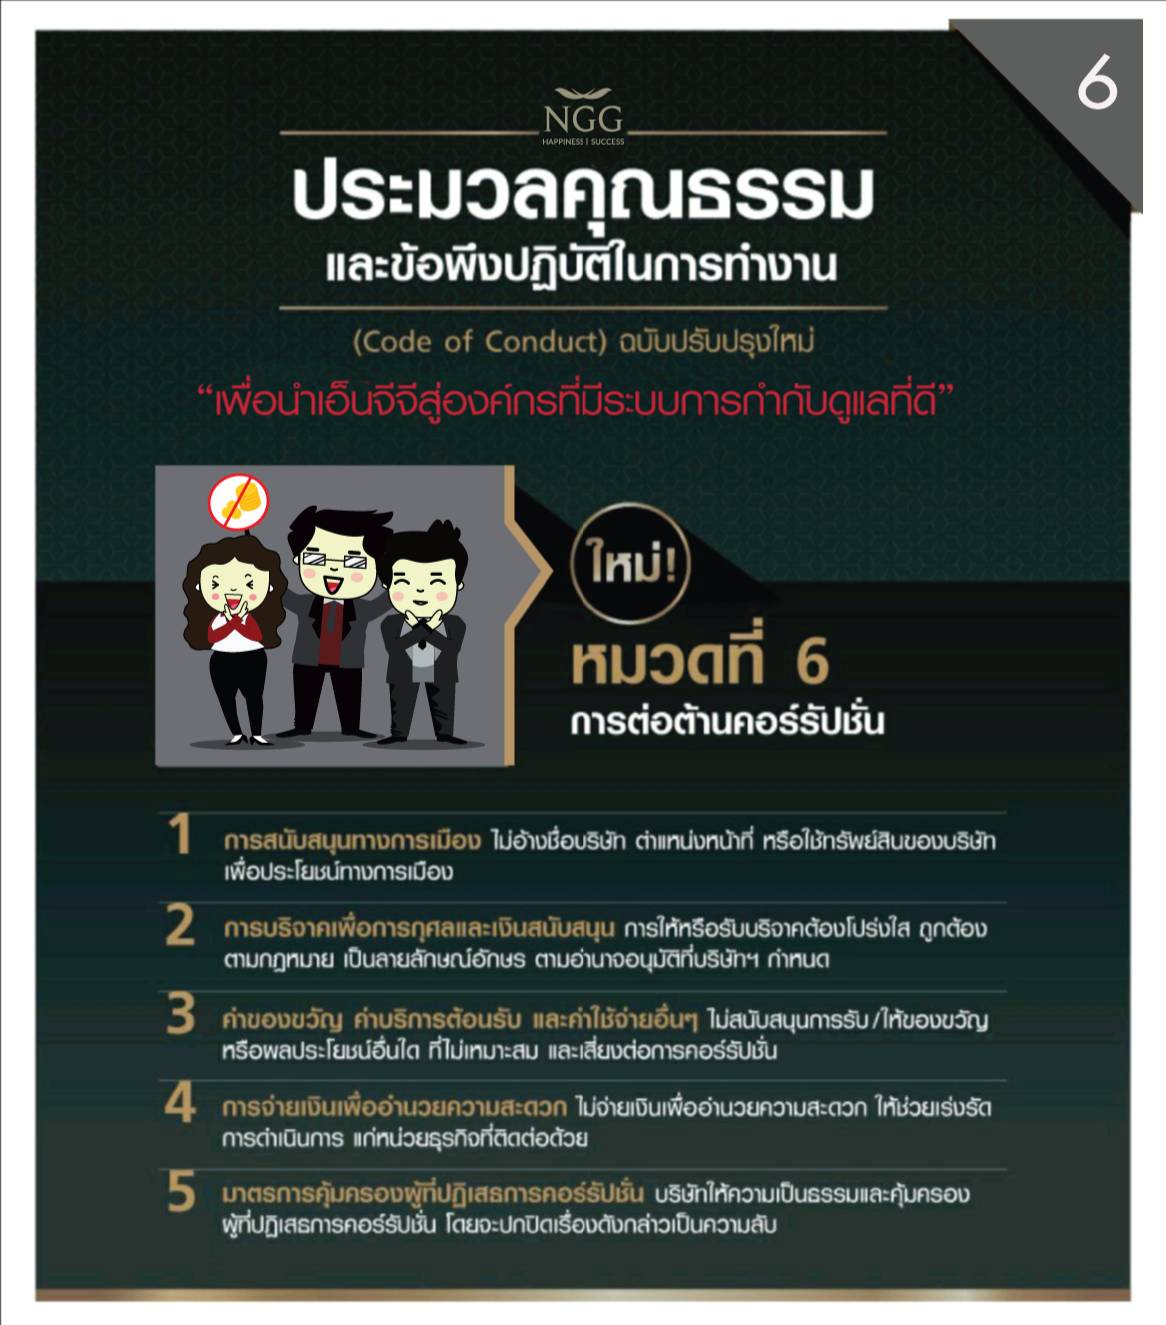 6
NGG
HAPPINESS | SUCCESS
ประมวลคุณธรรม
และข้อพึงปฏิบัติในการทำงาน
(Code of Conduct) ฉบับปรับปรุงใหม่
“เพื่อนำเอ็นจีจีสู่องค์กรที่มีระบบการกำกับดูแลที่ดี”
ใหม่!
หมวดที่ 6
การต่อต้านคอร์รัปชั่น
1 การสนับสนุนทางการเมือง ไม่อ้างชื่อบริษัท ตำแหน่งหน้าที่ หรือใช้ทรัพย์สินของบริษัท
เพื่อประโยชน์ทางการเมือง
2 การบริจาคเพื่อการกุศลและเงินสนับสนุน การให้หรือรับบริจาคต้องโปร่งใส ถูกต้อง
ตามกฎหมาย เป็นลายลักษณ์อักษร ตามอำนาจอนุมัติที่บริษัทฯ กำหนด
3 ค่าของขวัญ ค่าบริการต้อนรับ และค่าใช้จ่ายอื่นๆ ไม่สนับสนุนการรับ/ให้ของขวัญ
หรือผลประโยชน์อื่นใด ที่ไม่เหมาะสม และเสี่ยงต่อการคอร์รัปชั่น
4 การจ่ายเงินเพื่ออำนวยความสะดวก ไม่จ่ายเงินเพื่ออำนวยความสะดวก ให้ช่วยเร่งรัด
การดำเนินการ แก่หน่วยธุรกิจที่ติดต่อด้วย
5 มาตรการคุ้มครองผู้ที่ปฏิเสธการคอร์รัปชั่น บริษัทให้ความเป็นธรรมและคุ้มครอง
ผู้ที่ปฏิเสธการคอร์รัปชั่น โดยจะปกปิดเรื่องดังกล่าวเป็นความลับ